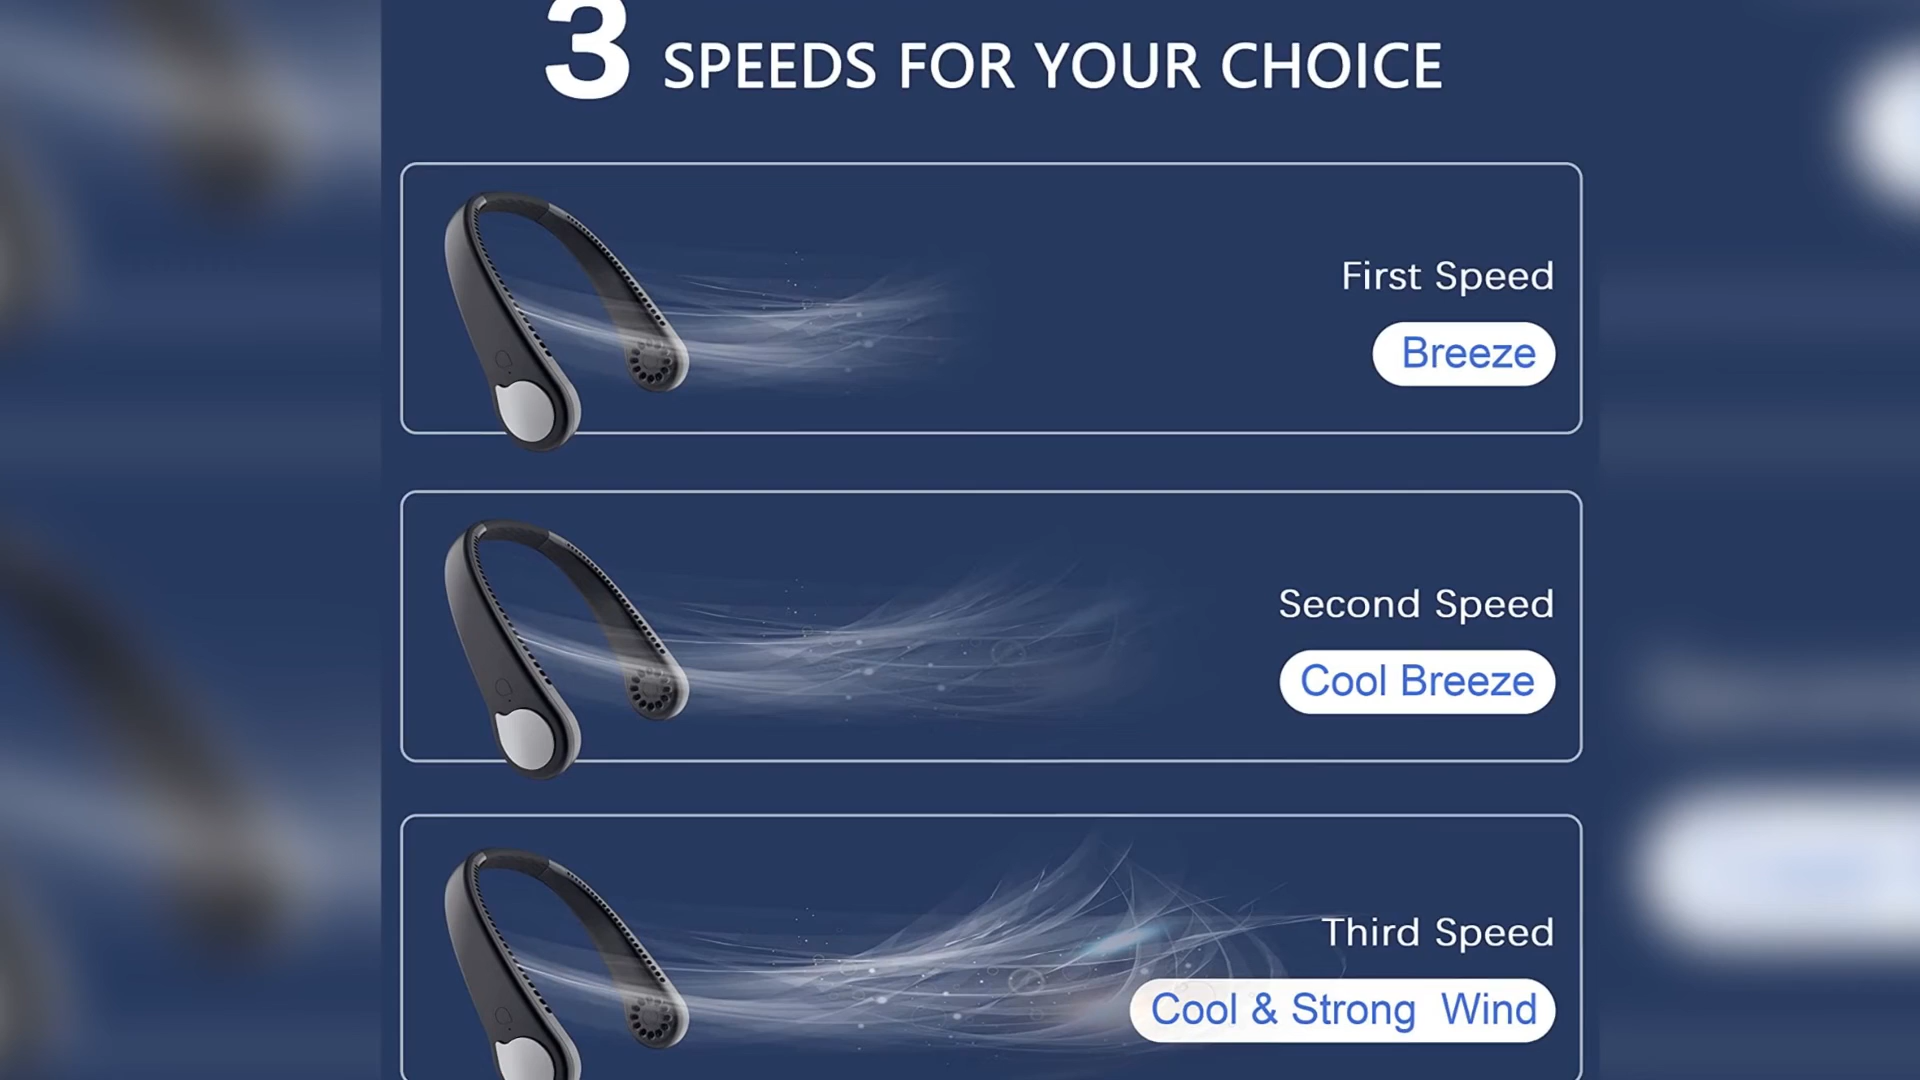 3 SPEEDS FOR YOUR CHOICE
First Speed
Breeze
Second Speed
Cool Breeze
Third Speed
Cool & Strong Wind